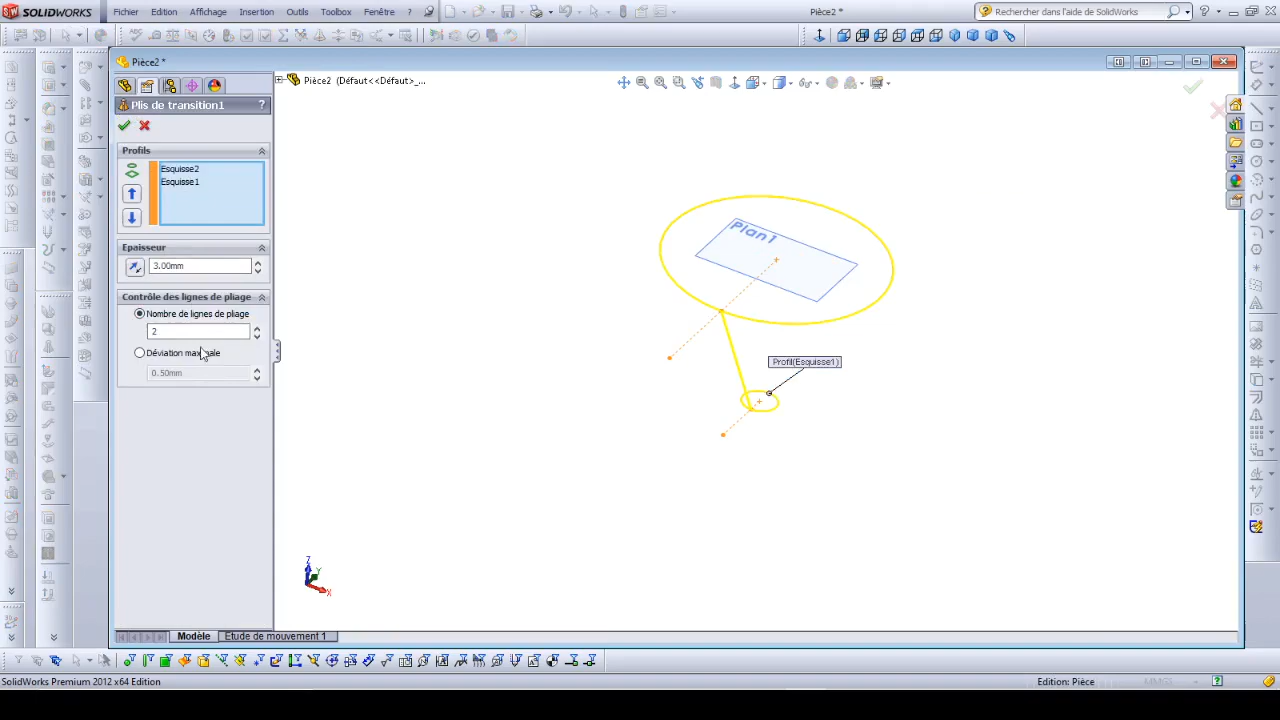 SOLIDWORKS
Fichier Edition Affichage Insertion Outils Toolbox Fenêtre ?
Pièce2 *
Rechercher dans l'aide de SolidWorks
Pièce2 *
Pièce2 (Défaut<<Défaut>_...
Plis de transition1 ?
Profils
Esquisse2
Esquisse1
Epaisseur
3.00mm
Contrôle des lignes de pliage
Nombre de lignes de pliage
2
Déviation maximale
0.50mm
Plan1
Profil(Esquisse1)
Z
Y
X
Modèle Etude de mouvement 1
SolidWorks Premium 2012 x64 Edition
Edition: Pièce
MMGS